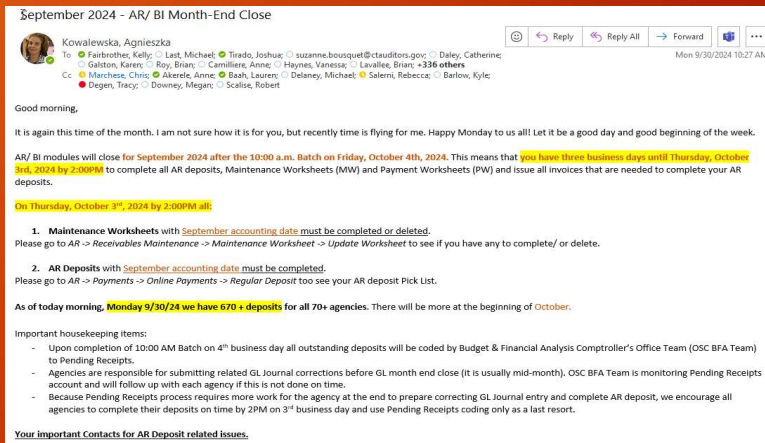 September 2024 - AR/ BI Month-End Close
Kowalewska, Agnieszka
Reply Reply All Forward
To Fairbrother, Kelly; Last, Michael; Tirado, Joshua; suzanne.bousquet@ctauditors.gov; Daley, Catherine;
Galston, Karen; Roy, Brian; Camilliere, Anne; Haynes, Vanessa; Lavallee, Brian; +336 others
Mon 9/30/2024 10:27 AM
Cc Marchese, Chris; Akerele, Anne; Baah, Lauren; Delaney, Michael; Salerni, Rebecca; Barlow, Kyle;
Degen, Tracy; Downey, Megan; Scalise, Robert
Good morning,
It is again this time of the month. I am not sure how it is for you, but recently time is flying for me. Happy Monday to us all! Let it be a good day and good beginning of the week.
AR/ BI modules will close for September 2024 after the 10:00 a.m. Batch on Friday, October 4th, 2024. This means that you have three business days until Thursday, October
3rd, 2024 by 2:00PM to complete all AR deposits, Maintenance Worksheets (MW) and Payment Worksheets (PW) and issue all invoices that are needed to complete your AR
deposits.
On Thursday, October 3rd, 2024 by 2:00PM all:
1. Maintenance Worksheets with September accounting date must be completed or deleted.
Please go to AR -> Receivables Maintenance -> Maintenance Worksheet -> Update Worksheet to see if you have any to complete/ or delete.
2. AR Deposits with September accounting date must be completed.
Please go to AR -> Payments -> Online Payments -> Regular Deposit too see your AR deposit Pick List.
As of today morning, Monday 9/30/24 we have 670 + deposits for all 70+ agencies. There will be more at the beginning of October.
Important housekeeping items:
- Upon completion of 10:00 AM Batch on 4th business day all outstanding deposits will be coded by Budget & Financial Analysis Comptroller's Office Team (OSC BFA Team)
to Pending Receipts.
- Agencies are responsible for submitting related GL Journal corrections before GL month end close (it is usually mid-month). OSC BFA Team is monitoring Pending Receipts
account and will follow up with each agency if this is not done on time.
- Because Pending Receipts process requires more work for the agency at the end to prepare correcting GL Journal entry and complete AR deposit, we encourage all
agencies to complete their deposits on time by 2PM on 3rd business day and use Pending Receipts coding only as a last resort.
Your important Contacts for AR Deposit related issues.